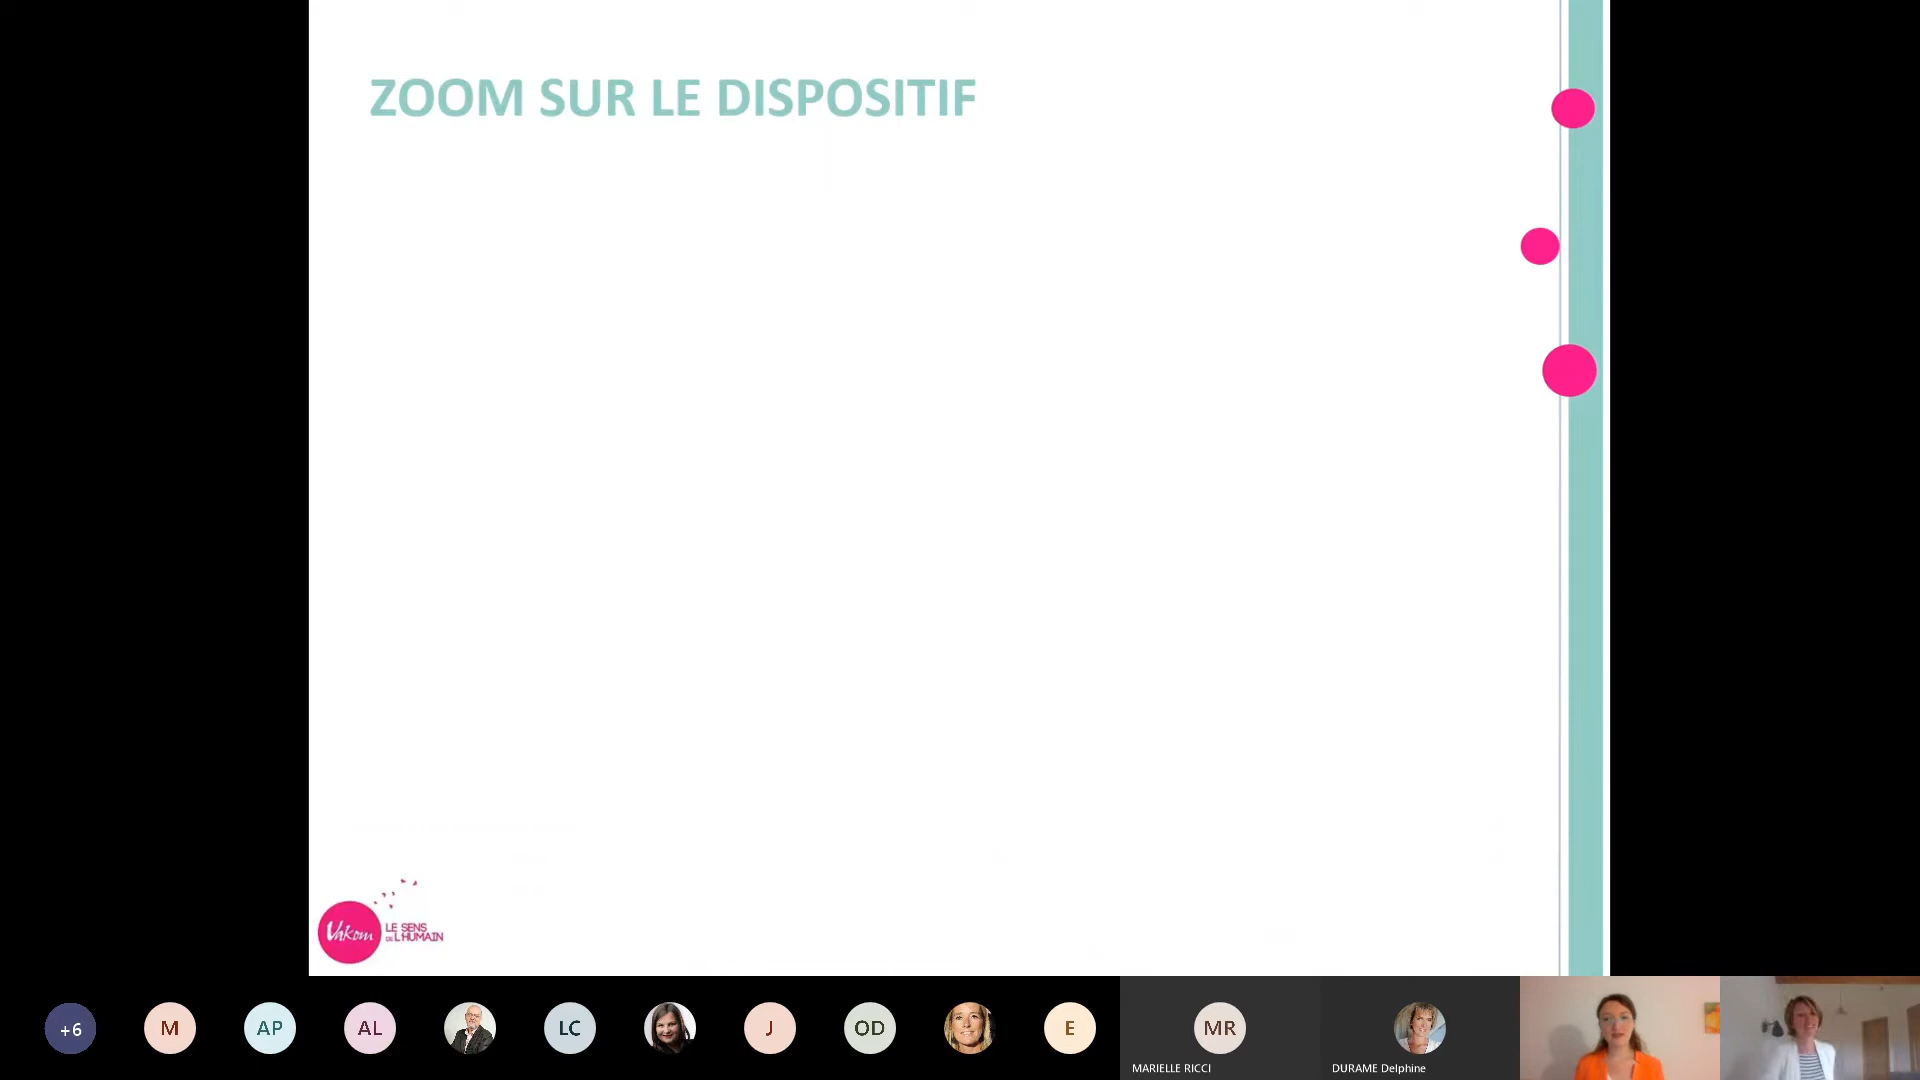 ZOOM SUR LE DISPOSITIF
Vakom
LE SENS
DE L'HUMAIN
+6
M
AP
AL
LC
J
OD
E
MR
MARIELLE RICCI
DURAME Delphine